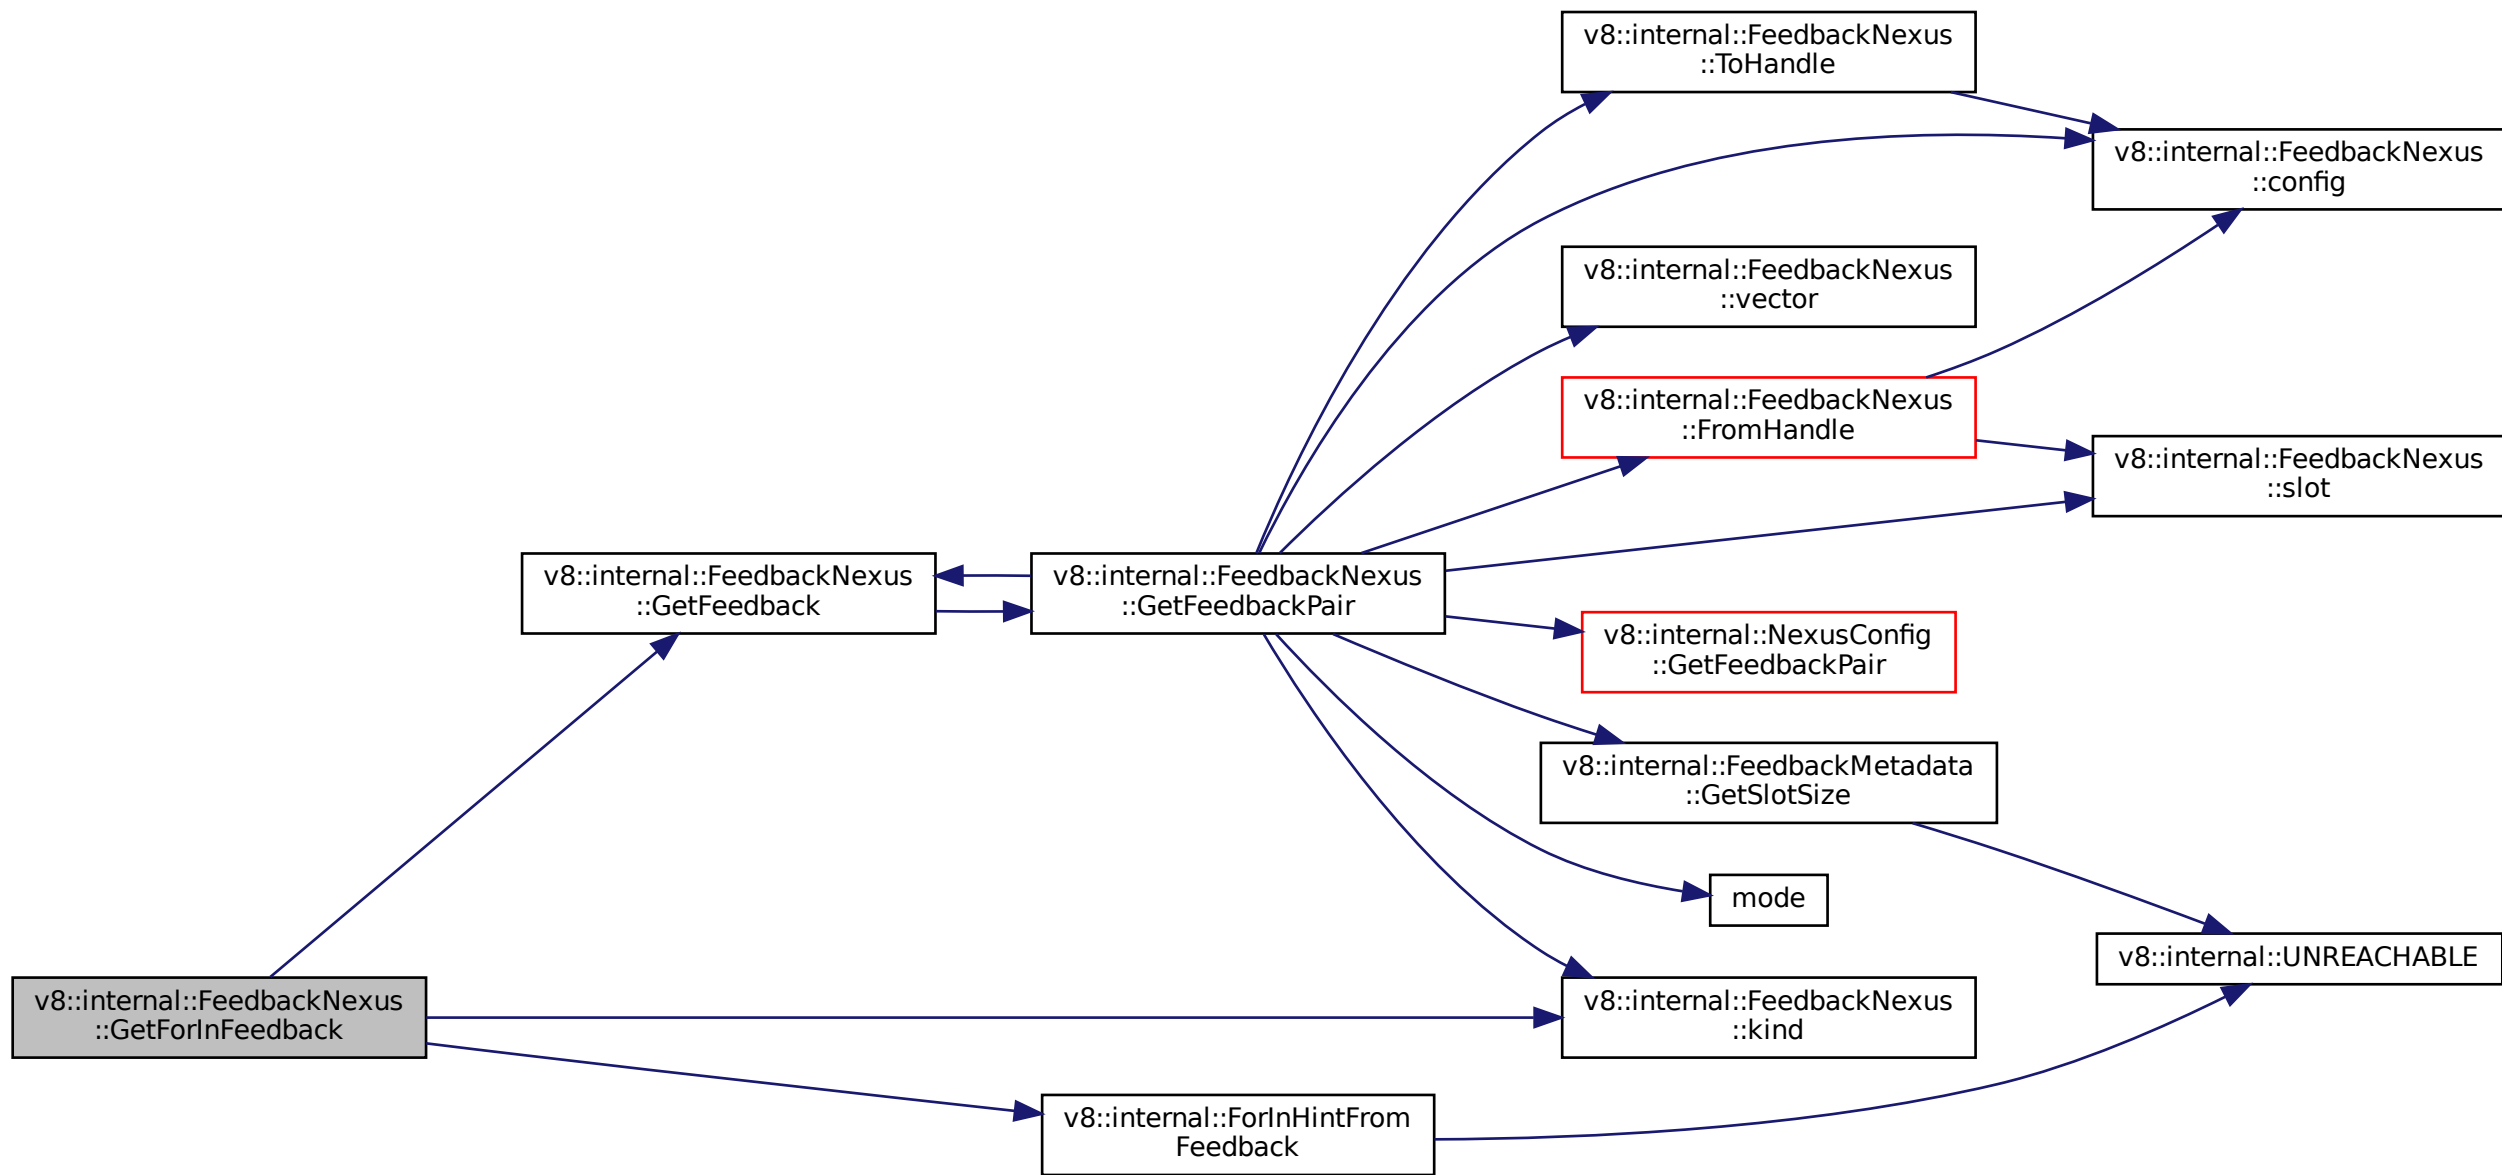 v8::internal::FeedbackNexus
::ToHandle
v8::internal::FeedbackNexus
::config
v8::internal::FeedbackNexus
::vector
v8::internal::FeedbackNexus
::FromHandle
v8::internal::FeedbackNexus
::slot
v8::internal::FeedbackNexus
::GetFeedback
v8::internal::FeedbackNexus
::GetFeedbackPair
v8::internal::NexusConfig
::GetFeedbackPair
v8::internal::FeedbackMetadata
::GetSlotSize
mode
v8::internal::UNREACHABLE
v8::internal::FeedbackNexus
::GetForInFeedback
v8::internal::FeedbackNexus
::kind
v8::internal::ForInHintFrom
Feedback